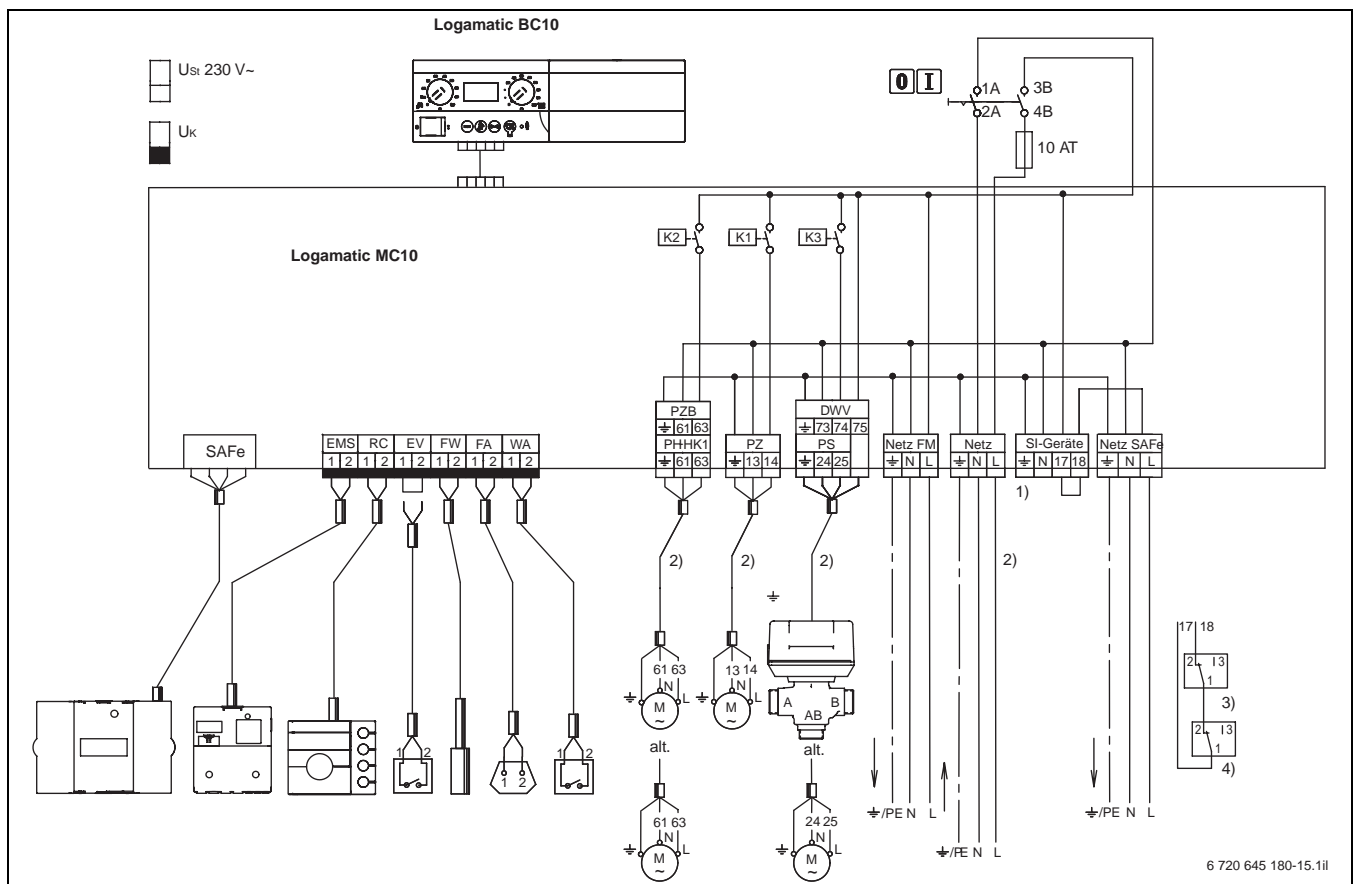 Logamatic BC10
USt 230 V~
UK
0 I
1A 3B
2A 4B
10 AT
K2 K1 K3
Logamatic MC10
PZB
61 63
DWV
73 74 75
SAFe
EMS RC EV FW FA WA
1 2 1 2 1 2 1 2 1 2 1 2
PH-HK1
61 63
PZ
13 14
PS
24 25
Netz FM
N L
Netz
N L
SI-Geräte
N 17 18
Netz SAFe
N L
1)
2) 2) 2) 2)
17 18
2 I3
1
3)
2 I3
1
4)
61 63
N
L
M
~
13 14
N
L
M
~
A B
AB
1 2
1 2
1 2
alt.
alt.
61 63
N
L
M
~
24 25
N
L
M
~
/PE N L
/PE N L
/PE N L
6 720 645 180-15.1il